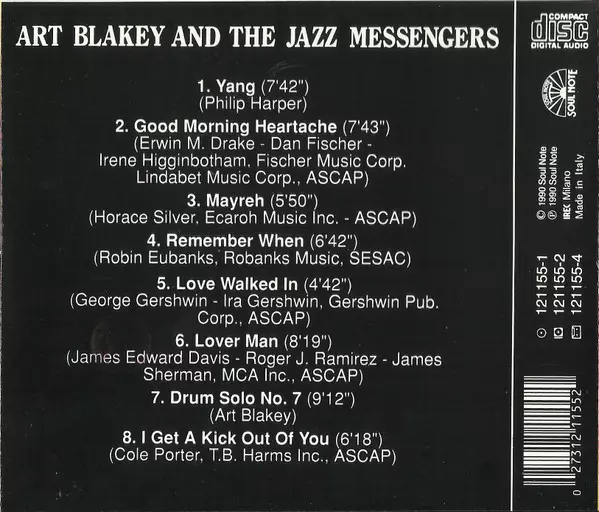 ART BLAKEY AND THE JAZZ MESSENGERS
1. Yang (7'42")
(Philip Harper)
2. Good Morning Heartache (7'43")
(Erwin M. Drake - Dan Fischer -
Irene Higginbotham, Fischer Music Corp.
Lindabet Music Corp., ASCAP)
3. Mayreh (5'50")
(Horace Silver, Ecaroh Music Inc. - ASCAP)
4. Remember When (6'42")
(Robin Eubanks, Robanks Music, SESAC)
5. Love Walked In (4'42")
(George Gershwin - Ira Gershwin, Gershwin Pub.
Corp., ASCAP)
6. Lover Man (8'19")
(James Edward Davis - Roger J. Ramirez - James
Sherman, MCA Inc., ASCAP)
7. Drum Solo No. 7 (9'12")
(Art Blakey)
8. I Get A Kick Out Of You (6'18")
(Cole Porter, T.B. Harms Inc., ASCAP)
COMPACT
disc
DIGITAL AUDIO
SOUL NOTE
© 1990 Soul Note
℗ 1990 Soul Note
IREC Milano
Made in Italy
121155-1
121155-2
121155-4
0 27312 11552